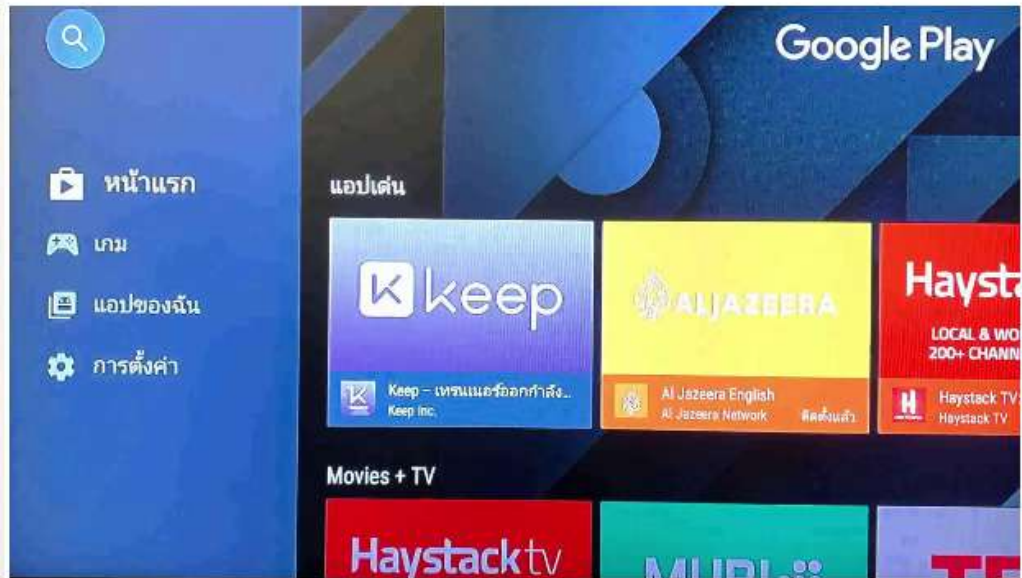 Google Play
หน้าแรก
เกม
แอปของฉัน
การตั้งค่า
แอปเด่น
keep
Keep – เทรนเนอร์ออกกำลัง...
Keep Inc.
ALJAZEERA
Al Jazeera English
Al Jazeera Network ติดตั้งแล้ว
Haysta
LOCAL & WO
200+ CHANN
Haystack TV:
Haystack TV
Movies + TV
Haystack tv
MUBI